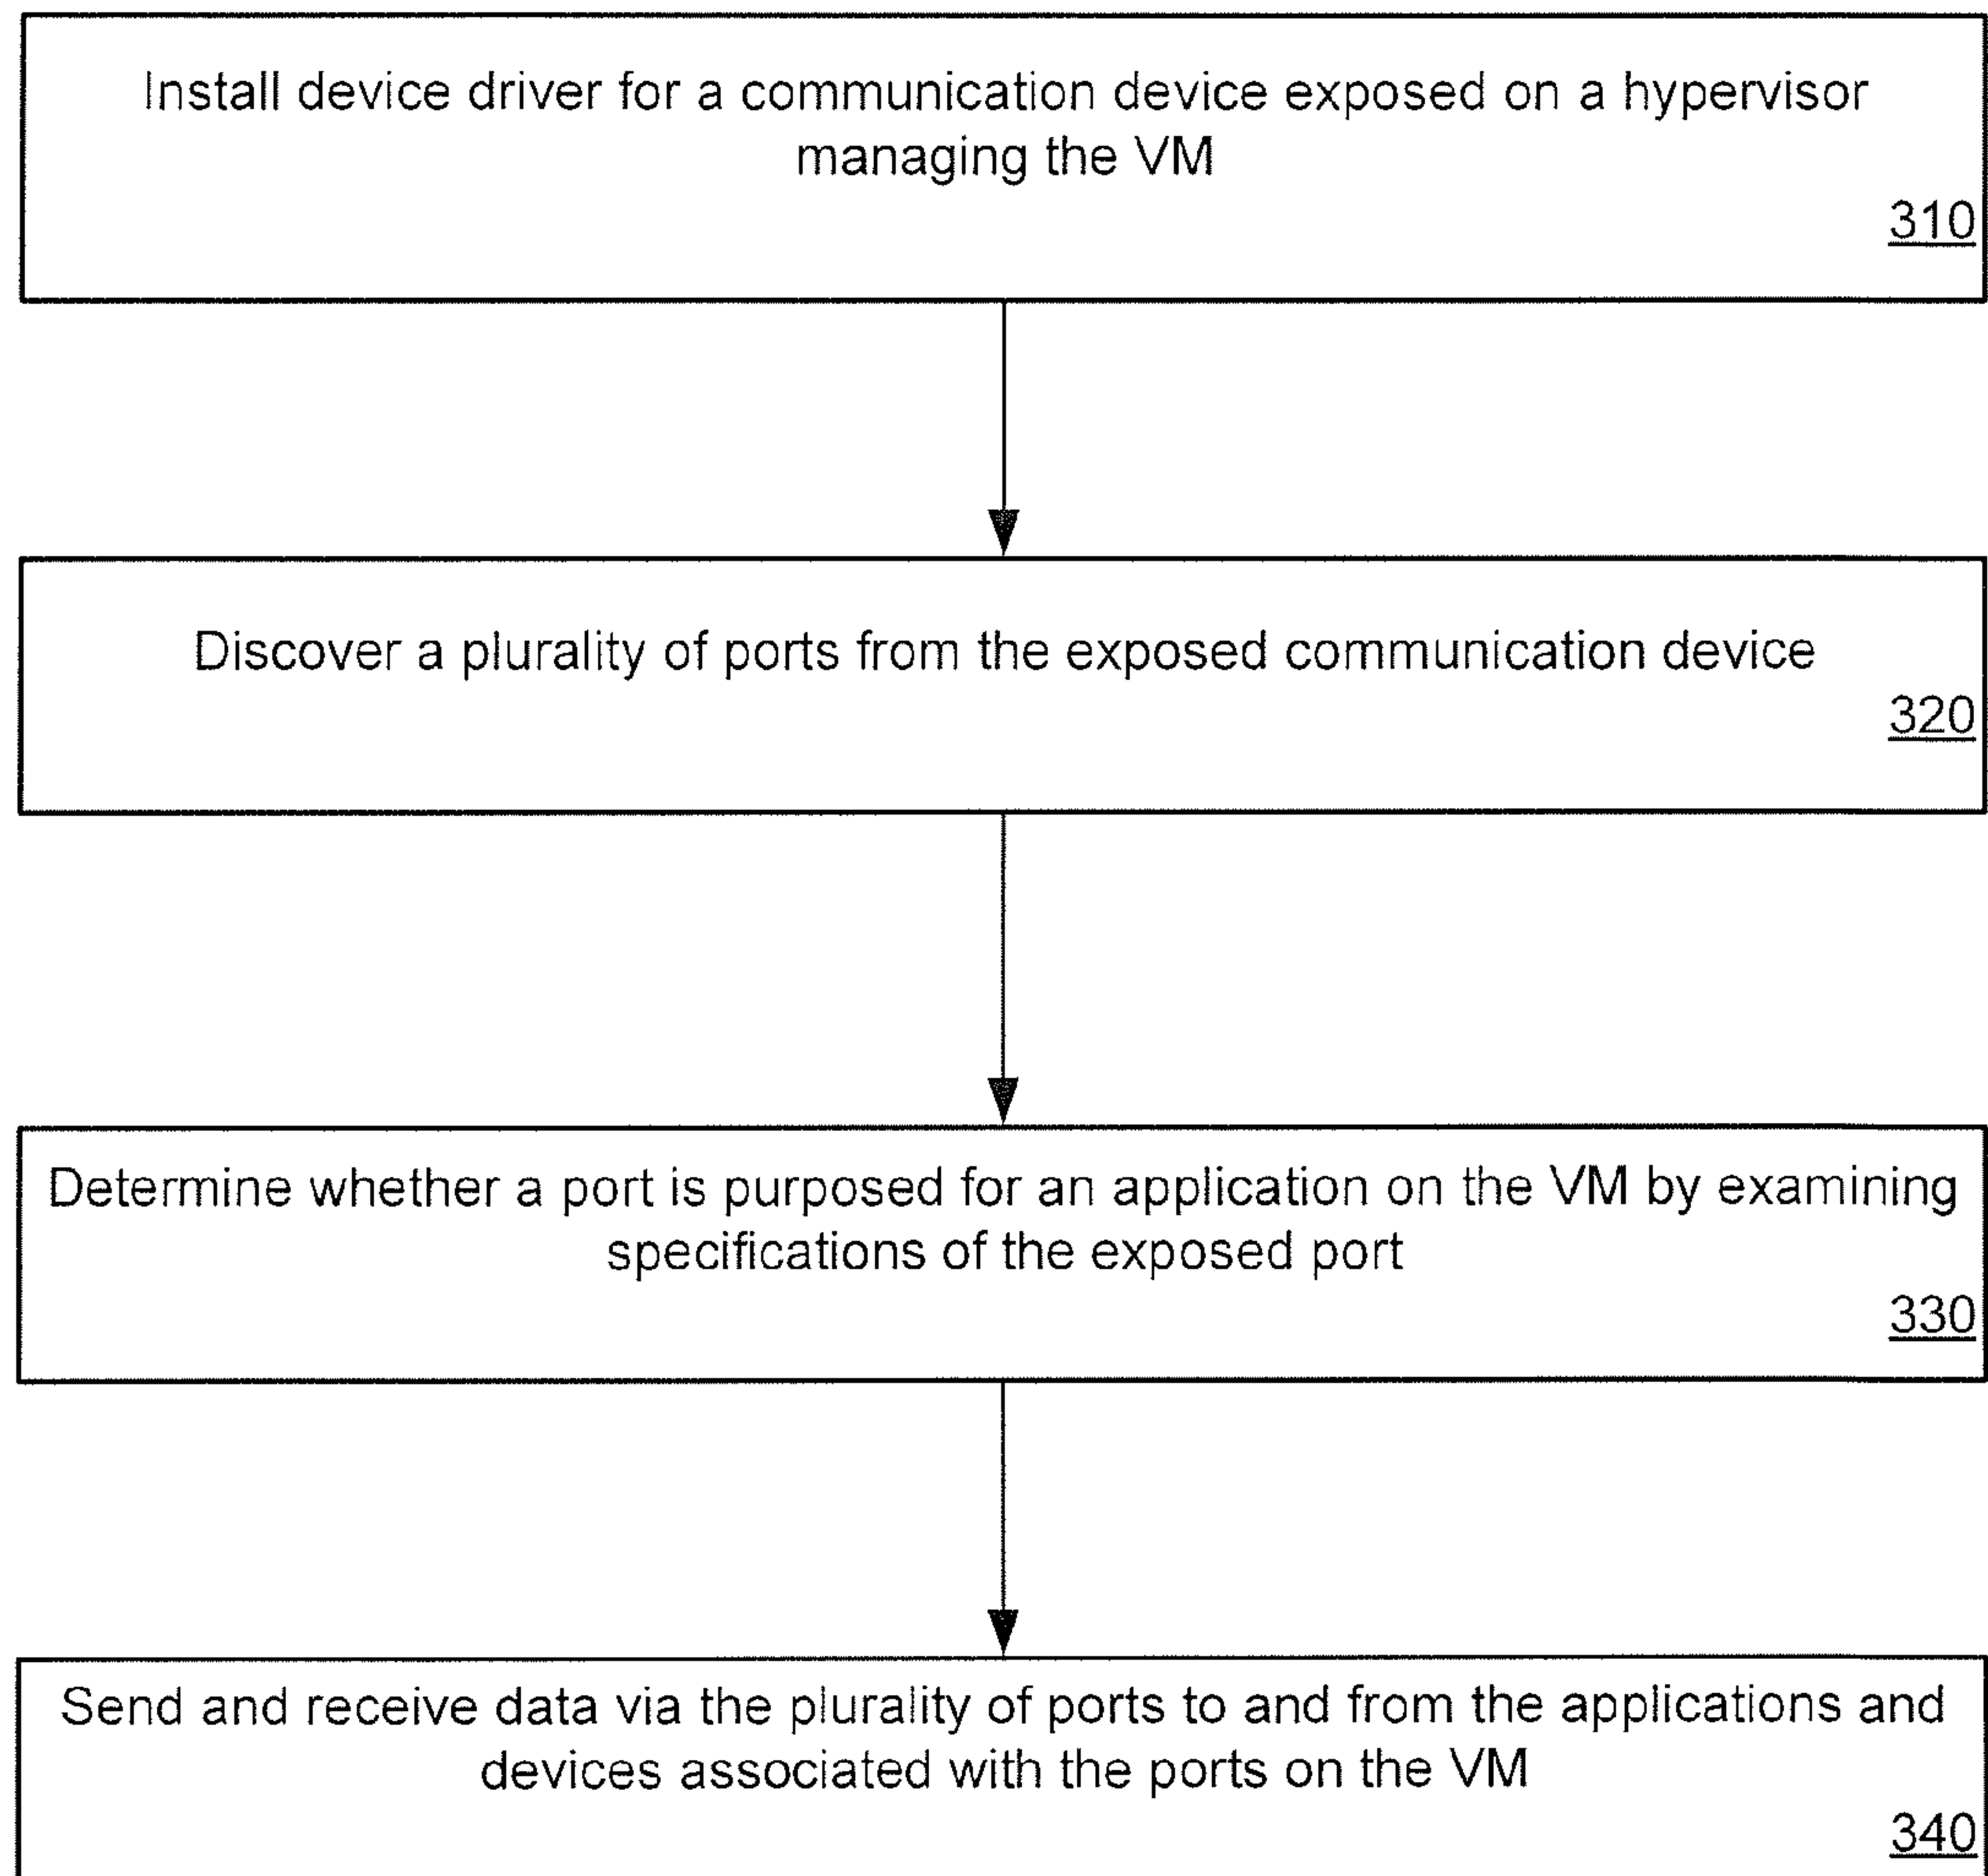 Install device driver for a communication device exposed on a hypervisor
managing the VM
310
Discover a plurality of ports from the exposed communication device
320
Determine whether a port is purposed for an application on the VM by examining
specifications of the exposed port
330
Send and receive data via the plurality of ports to and from the applications and
devices associated with the ports on the VM
340